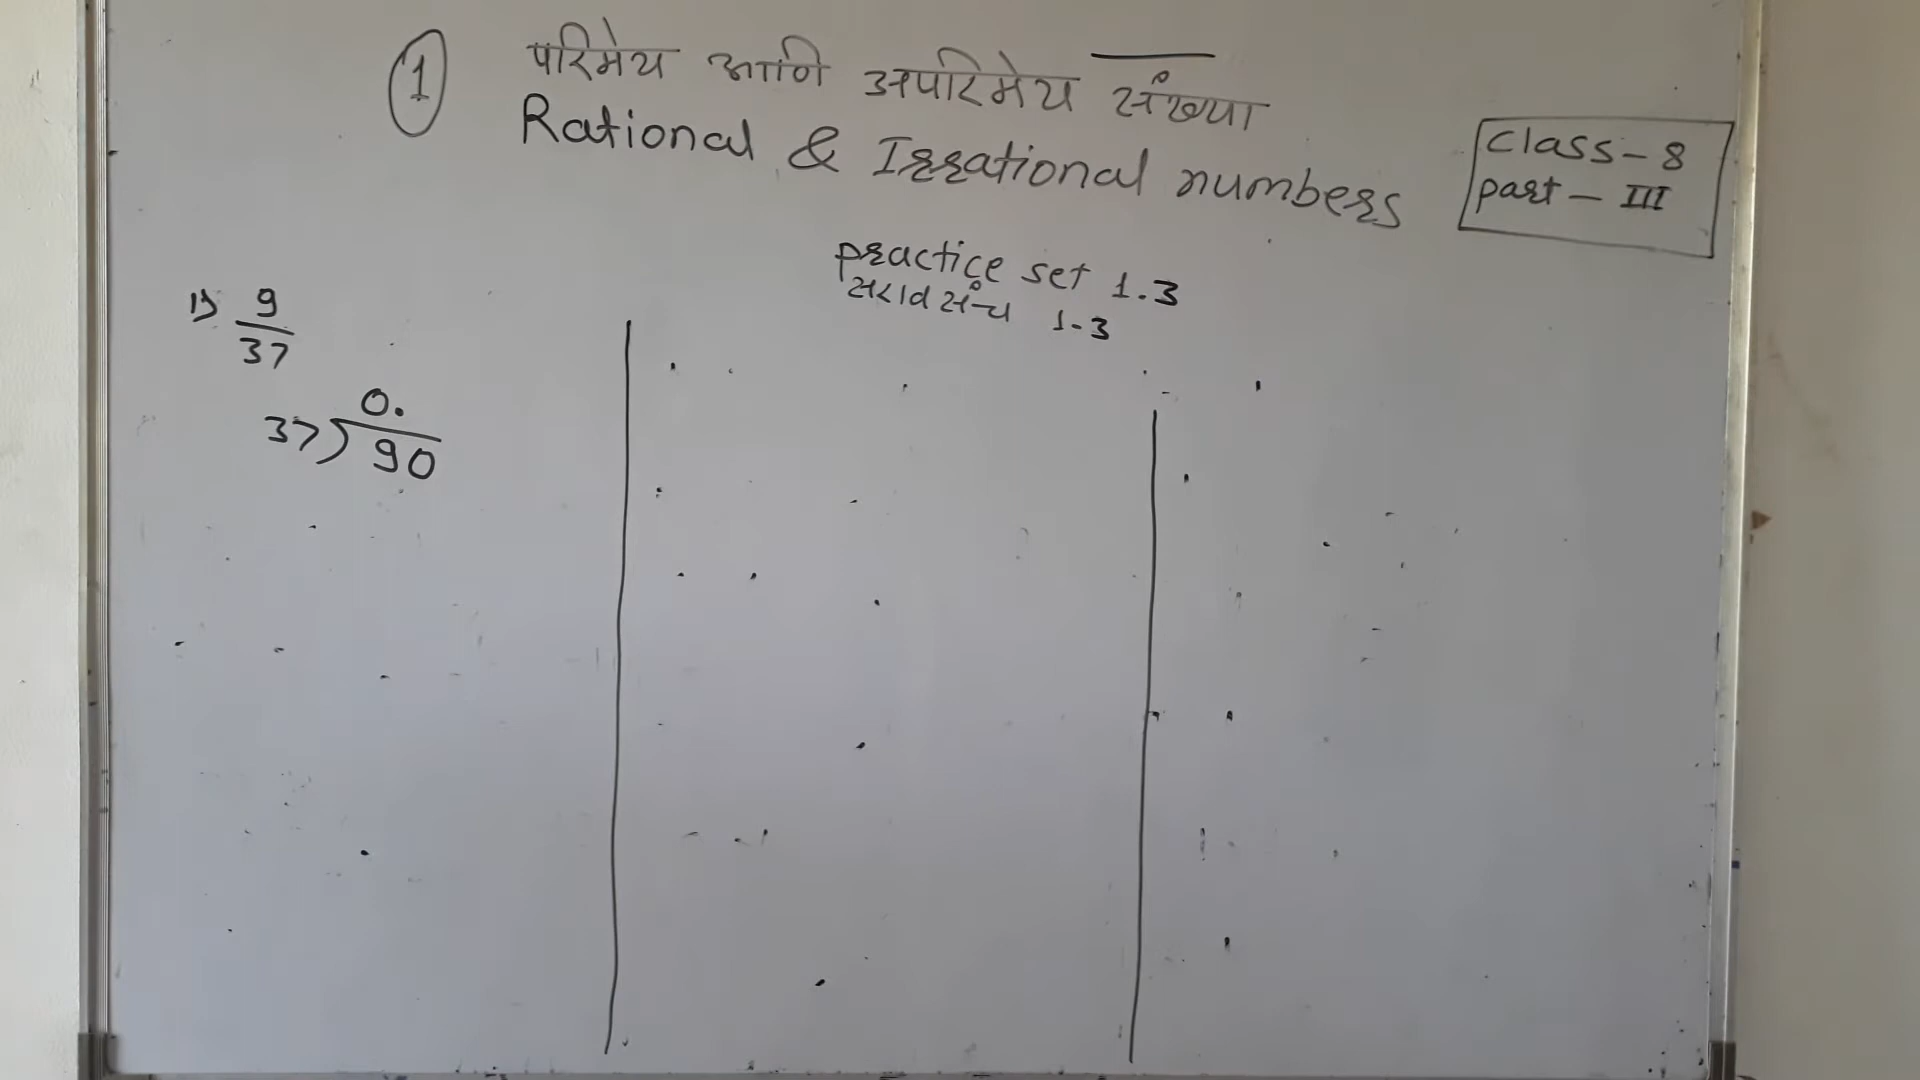 1
परिमेय आणि अपरिमेय संख्या
Rational & Irrational numbers
Class-8
part - III
practice set 1.3
सराव संच 1-3
1) 9
37
0.
37) 90